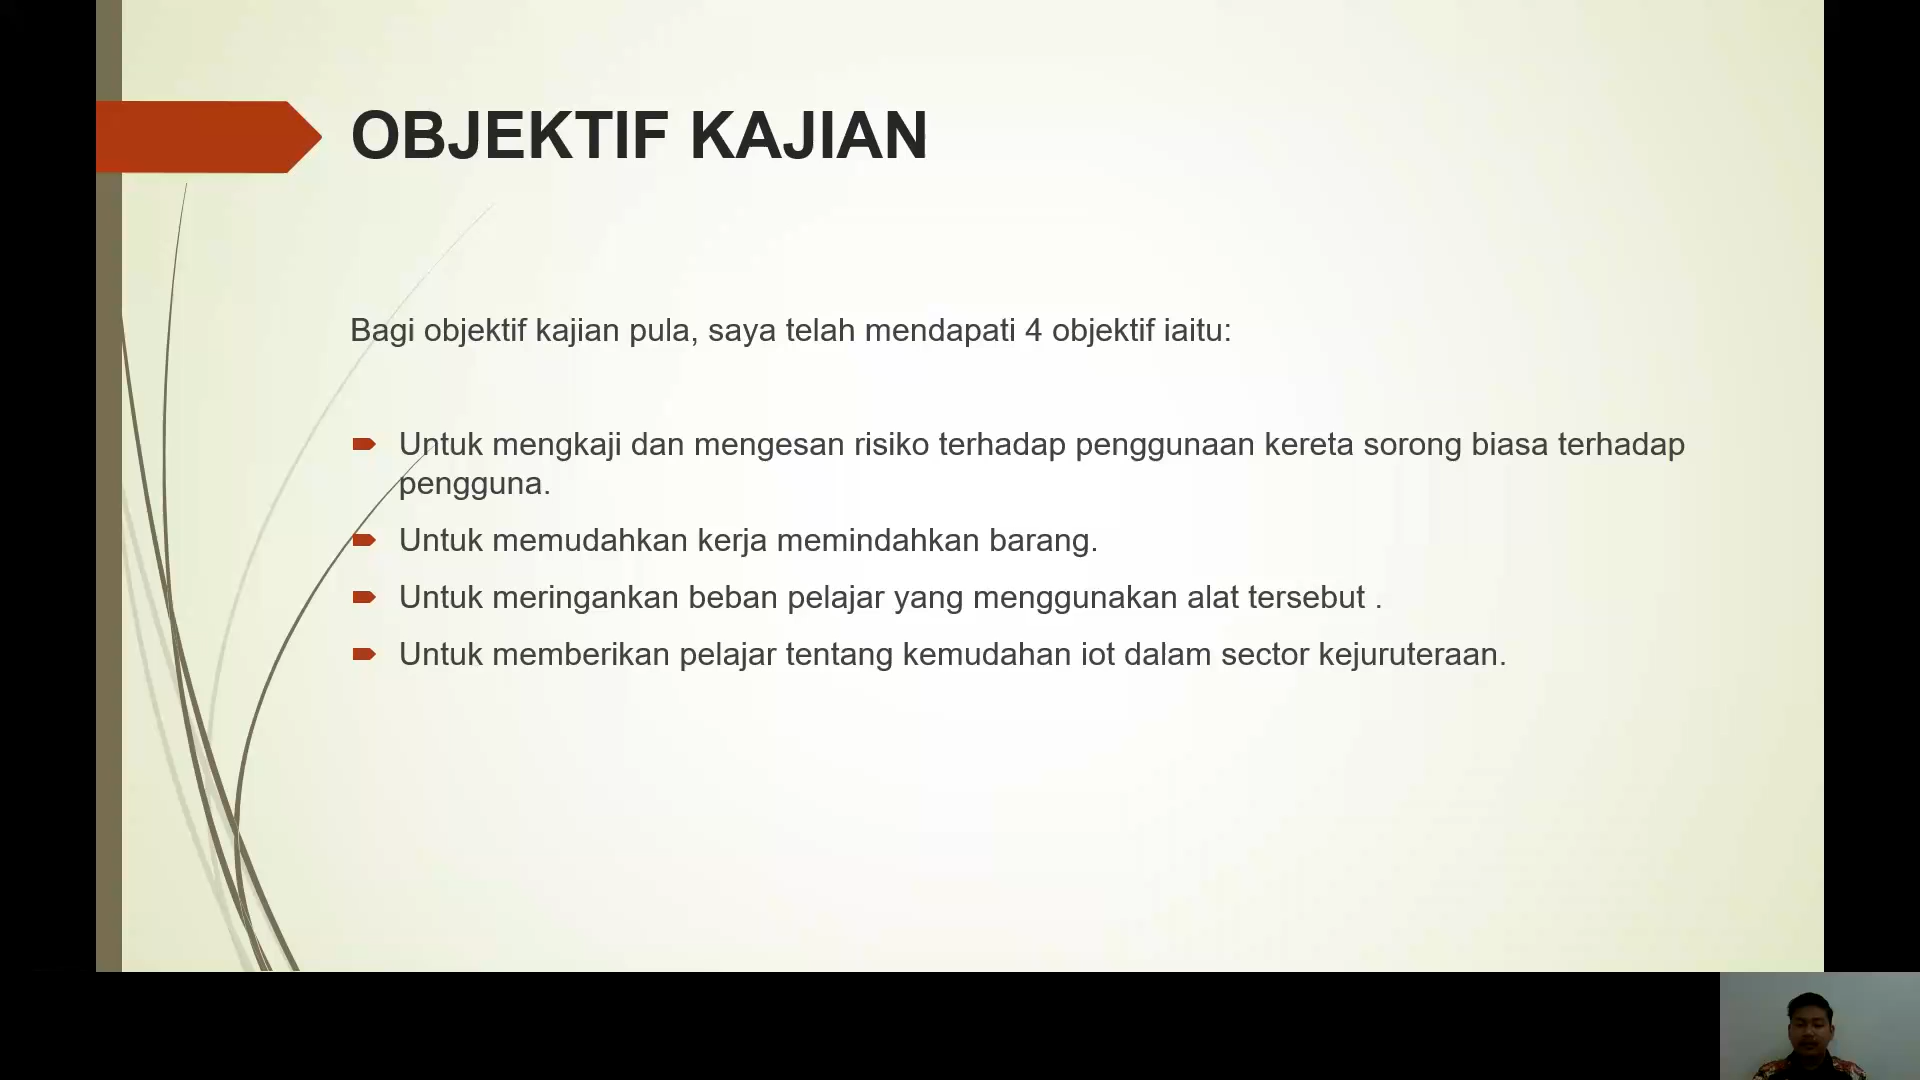 OBJEKTIF KAJIAN
Bagi objektif kajian pula, saya telah mendapati 4 objektif iaitu:
Untuk mengkaji dan mengesan risiko terhadap penggunaan kereta sorong biasa terhadap
pengguna.
Untuk memudahkan kerja memindahkan barang.
Untuk meringankan beban pelajar yang menggunakan alat tersebut .
Untuk memberikan pelajar tentang kemudahan iot dalam sector kejuruteraan.